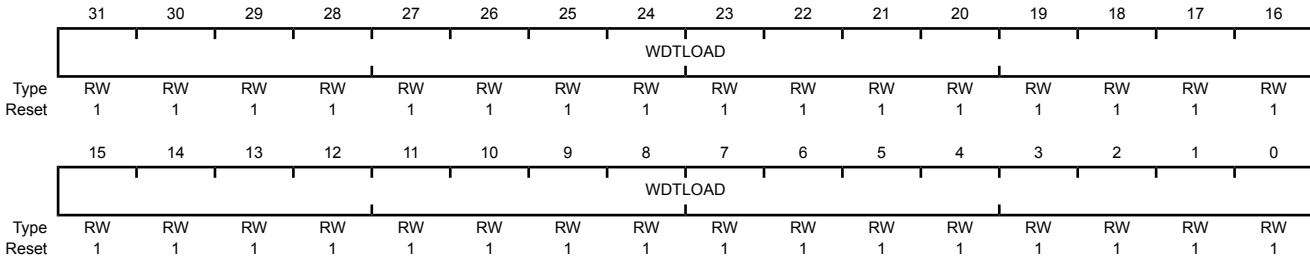 31 30 29 28 27 26 25 24 23 22 21 20 19 18 17 16
WDTLOAD
Type RW RW RW RW RW RW RW RW RW RW RW RW RW RW RW RW
Reset 1 1 1 1 1 1 1 1 1 1 1 1 1 1 1 1
15 14 13 12 11 10 9 8 7 6 5 4 3 2 1 0
WDTLOAD
Type RW RW RW RW RW RW RW RW RW RW RW RW RW RW RW RW
Reset 1 1 1 1 1 1 1 1 1 1 1 1 1 1 1 1